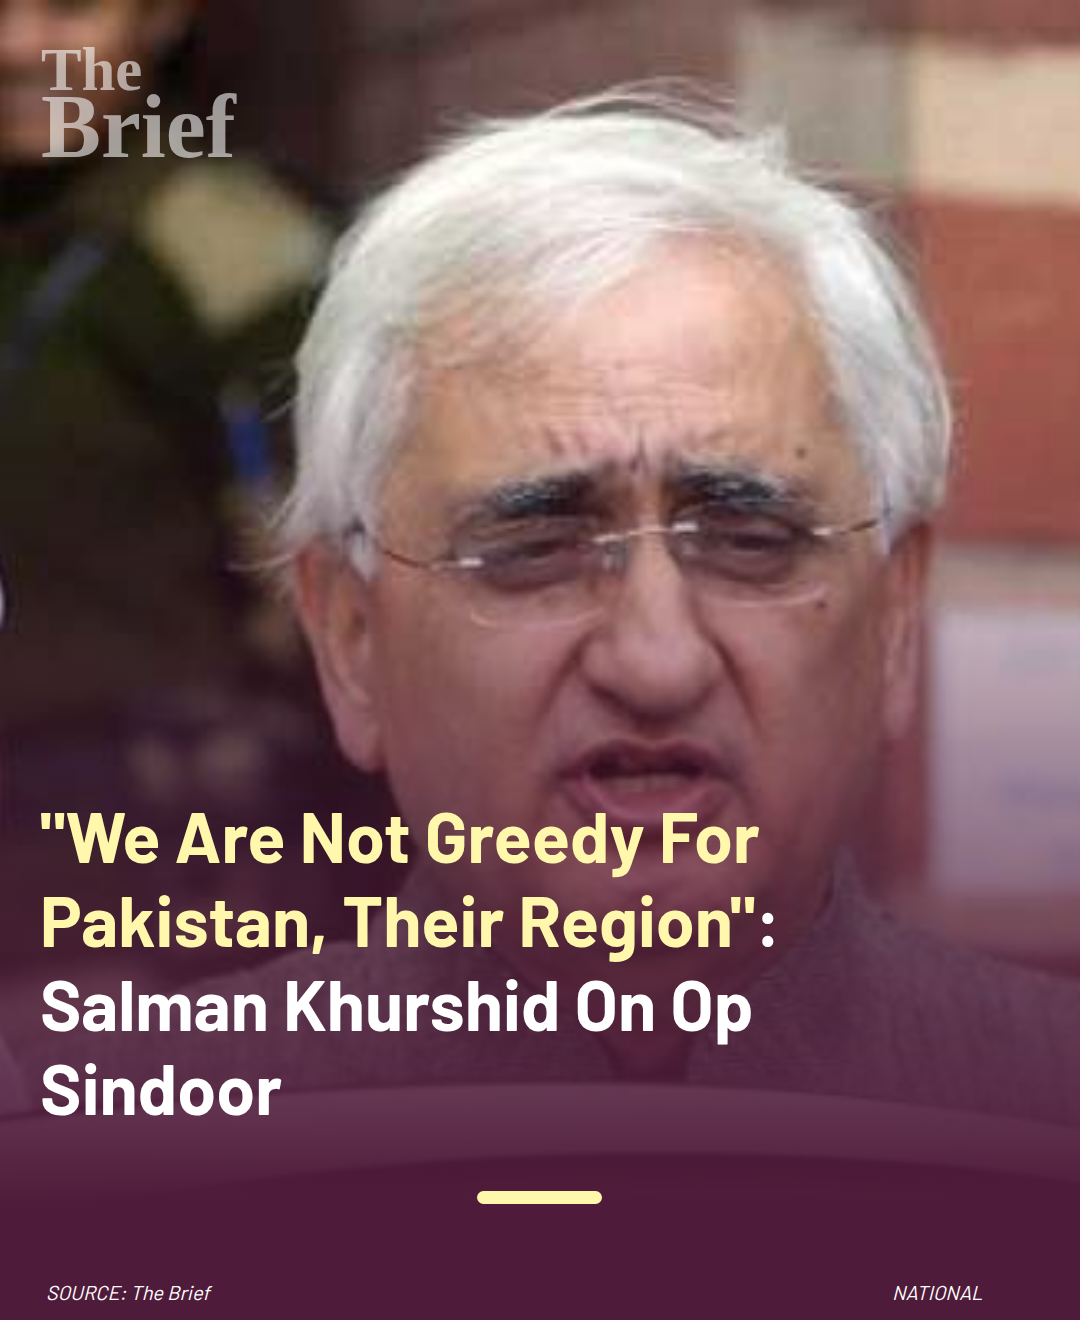 The
Brief
"We Are Not Greedy For
Pakistan, Their Region":
Salman Khurshid On Op
Sindoor
SOURCE: The Brief
NATIONAL